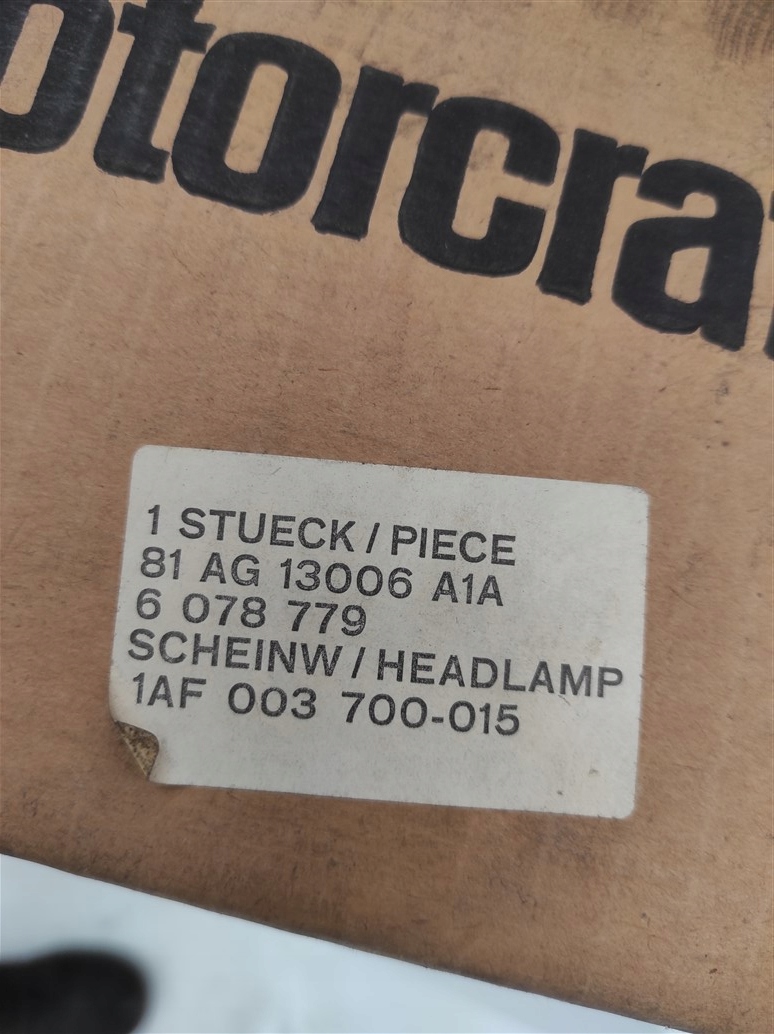 otorcra
1 STUECK / PIECE
81 AG 13006 A1A
6 078 779
SCHEINW / HEADLAMP
1AF 003 700-015